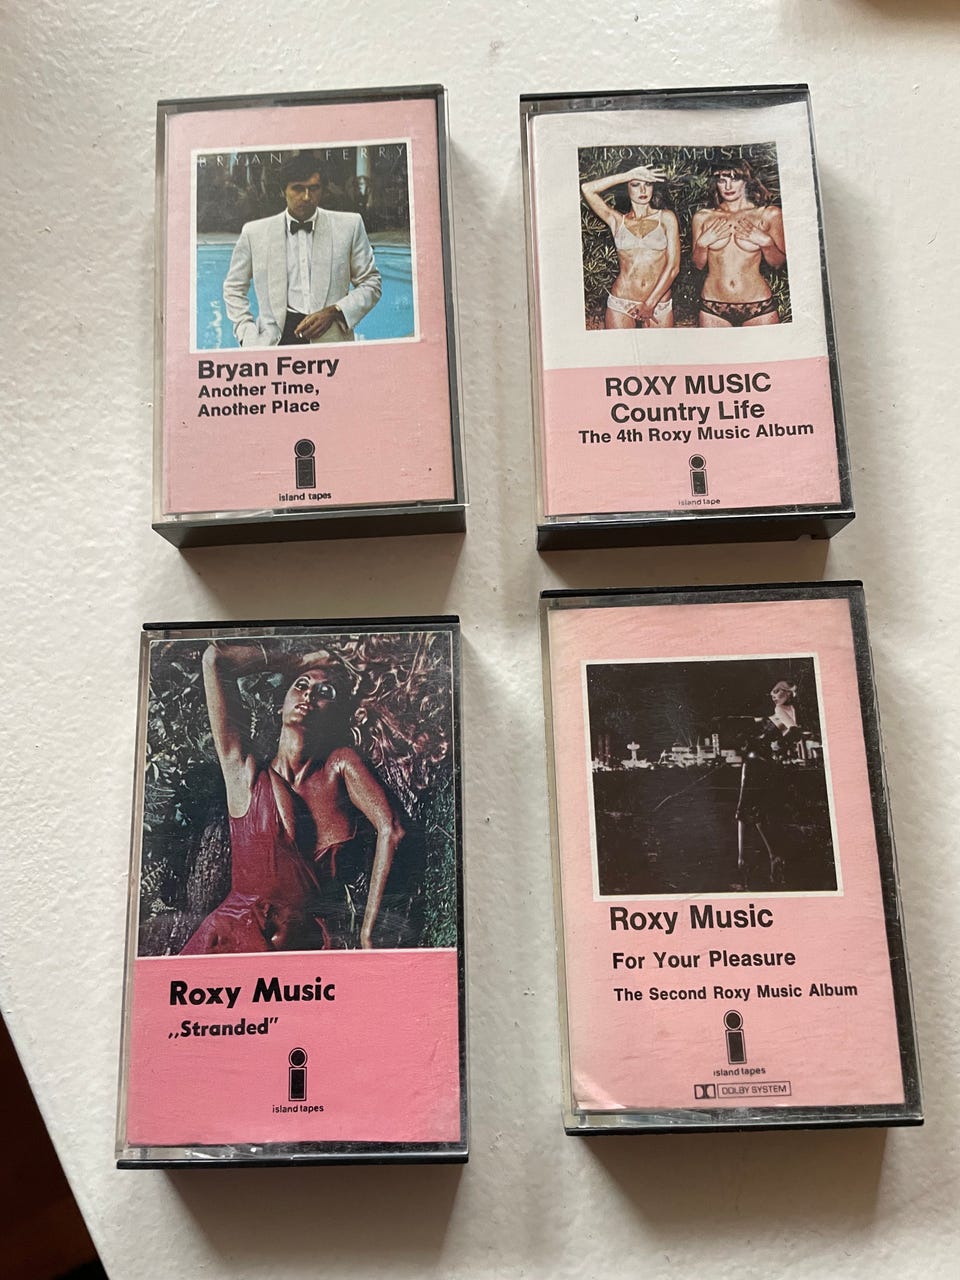 BRYAN FERRY
Bryan Ferry
Another Time,
Another Place
island tapes
ROXY MUSIC
ROXY MUSIC
Country Life
The 4th Roxy Music Album
island tape
Roxy Music
„Stranded”
island tapes
Roxy Music
For Your Pleasure
The Second Roxy Music Album
island tapes
DOLBY SYSTEM